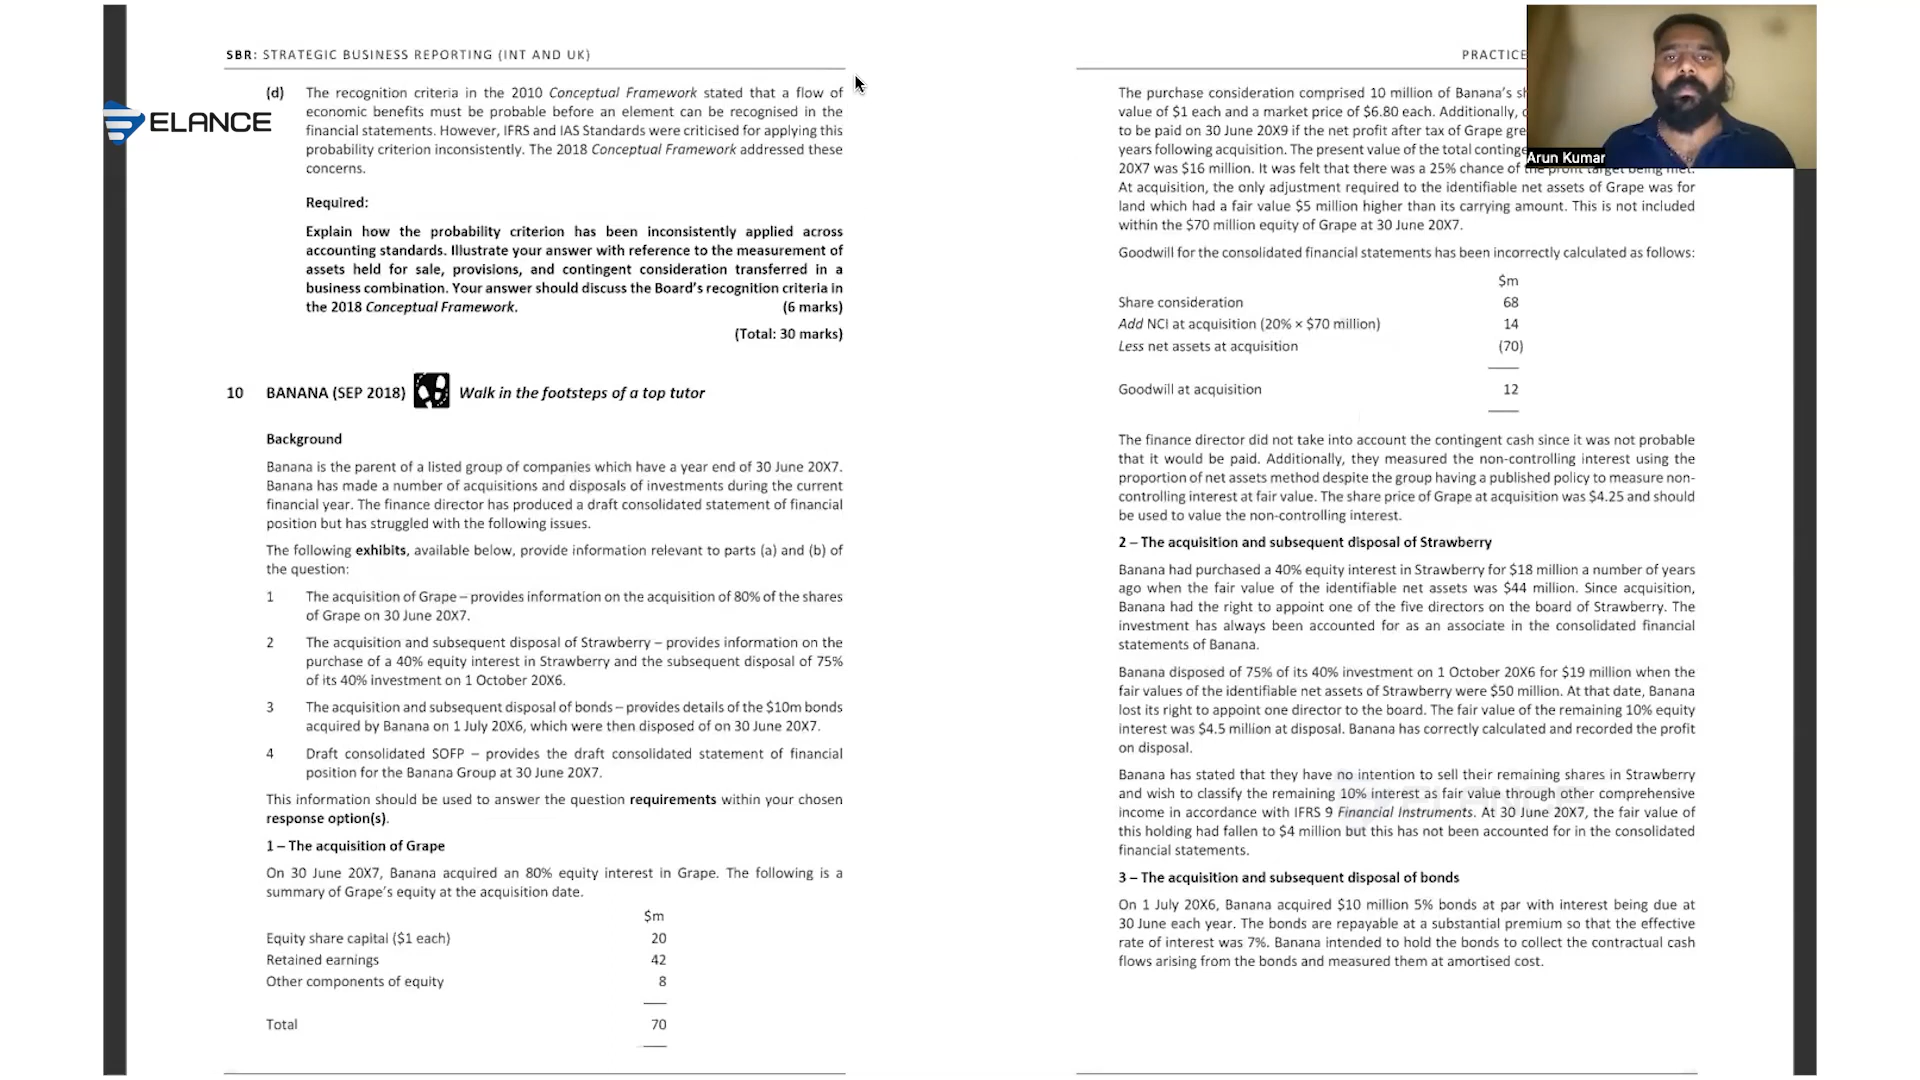 SBR: STRATEGIC BUSINESS REPORTING (INT AND UK)
ELANCE
(d) The recognition criteria in the 2010 Conceptual Framework stated that a flow of
economic benefits must be probable before an element can be recognised in the
financial statements. However, IFRS and IAS Standards were criticised for applying this
probability criterion inconsistently. The 2018 Conceptual Framework addressed these
concerns.
Required:
Explain how the probability criterion has been inconsistently applied across
accounting standards. Illustrate your answer with reference to the measurement of
assets held for sale, provisions, and contingent consideration transferred in a
business combination. Your answer should discuss the Board's recognition criteria in
the 2018 Conceptual Framework. (6 marks)
(Total: 30 marks)
10 BANANA (SEP 2018) Walk in the footsteps of a top tutor
Background
Banana is the parent of a listed group of companies which have a year end of 30 June 20X7.
Banana has made a number of acquisitions and disposals of investments during the current
financial year. The finance director has produced a draft consolidated statement of financial
position but has struggled with the following issues.
The following exhibits, available below, provide information relevant to parts (a) and (b) of
the question:
1 The acquisition of Grape – provides information on the acquisition of 80% of the shares
of Grape on 30 June 20X7.
2 The acquisition and subsequent disposal of Strawberry – provides information on the
purchase of a 40% equity interest in Strawberry and the subsequent disposal of 75%
of its 40% investment on 1 October 20X6.
3 The acquisition and subsequent disposal of bonds – provides details of the $10m bonds
acquired by Banana on 1 July 20X6, which were then disposed of on 30 June 20X7.
4 Draft consolidated SOFP – provides the draft consolidated statement of financial
position for the Banana Group at 30 June 20X7.
This information should be used to answer the question requirements within your chosen
response option(s).
1 – The acquisition of Grape
On 30 June 20X7, Banana acquired an 80% equity interest in Grape. The following is a
summary of Grape's equity at the acquisition date.
$m
Equity share capital ($1 each) 20
Retained earnings 42
Other components of equity 8
Total 70
PRACTICE
The purchase consideration comprised 10 million of Banana's
value of $1 each and a market price of $6.80 each. Additionally,
to be paid on 30 June 20X9 if the net profit after tax of Grape
years following acquisition. The present value of the total
20X7 was $16 million. It was felt that there was a 25% chance of the profit target being met.
At acquisition, the only adjustment required to the identifiable net assets of Grape was for
land which had a fair value $5 million higher than its carrying amount. This is not included
within the $70 million equity of Grape at 30 June 20X7.
Goodwill for the consolidated financial statements has been incorrectly calculated as follows:
$m
Share consideration 68
Add NCI at acquisition (20% × $70 million) 14
Less net assets at acquisition (70)
Goodwill at acquisition 12
The finance director did not take into account the contingent cash since it was not probable
that it would be paid. Additionally, they measured the non-controlling interest using the
proportion of net assets method despite the group having a published policy to measure non-
controlling interest at fair value. The share price of Grape at acquisition was $4.25 and should
be used to value the non-controlling interest.
2 – The acquisition and subsequent disposal of Strawberry
Banana had purchased a 40% equity interest in Strawberry for $18 million a number of years
ago when the fair value of the identifiable net assets was $44 million. Since acquisition,
Banana had the right to appoint one of the five directors on the board of Strawberry. The
investment has always been accounted for as an associate in the consolidated financial
statements of Banana.
Banana disposed of 75% of its 40% investment on 1 October 20X6 for $19 million when the
fair values of the identifiable net assets of Strawberry were $50 million. At that date, Banana
lost its right to appoint one director to the board. The fair value of the remaining 10% equity
interest was $4.5 million at disposal. Banana has correctly calculated and recorded the profit
on disposal.
Banana has stated that they have no intention to sell their remaining shares in Strawberry
and wish to classify the remaining 10% interest as fair value through other comprehensive
income in accordance with IFRS 9 Financial Instruments. At 30 June 20X7, the fair value of
this holding had fallen to $4 million but this has not been accounted for in the consolidated
financial statements.
3 – The acquisition and subsequent disposal of bonds
On 1 July 20X6, Banana acquired $10 million 5% bonds at par with interest being due at
30 June each year. The bonds are repayable at a substantial premium so that the effective
rate of interest was 7%. Banana intended to hold the bonds to collect the contractual cash
flows arising from the bonds and measured them at amortised cost.
Arun Kumar
ELANCE